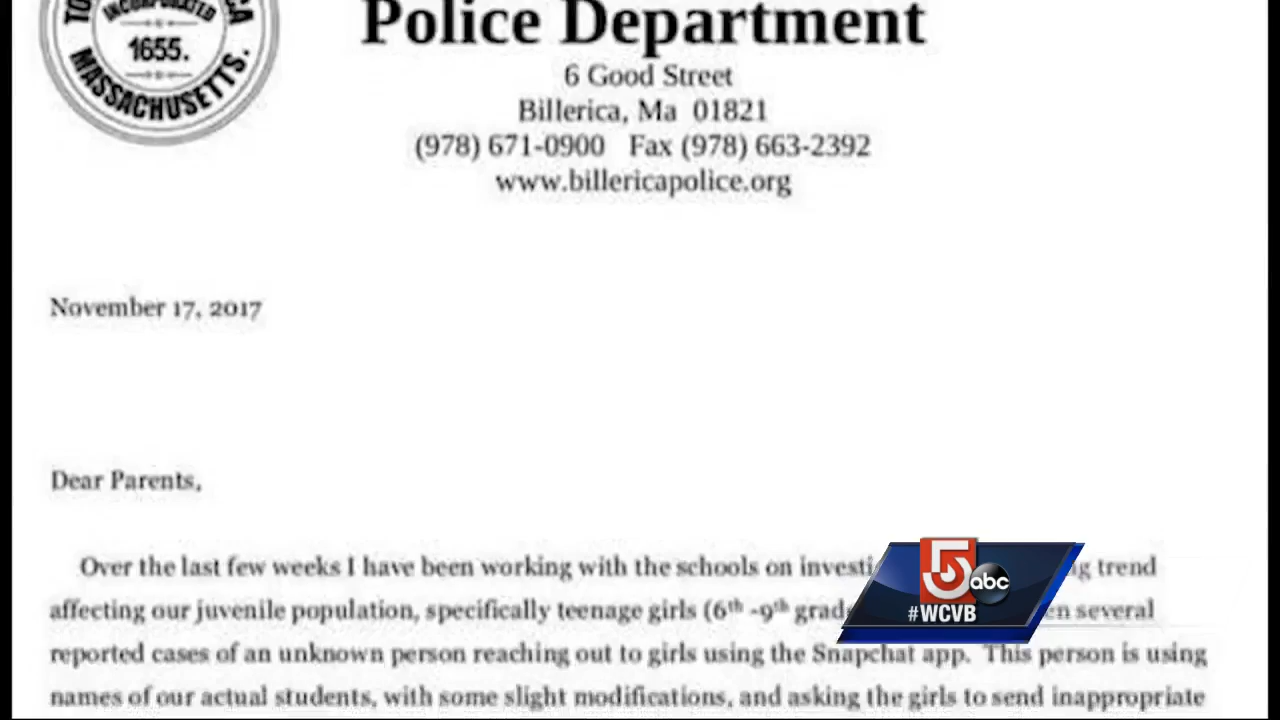 INCORPORATED
1655.
MASSACHUSETTS.
Police Department
6 Good Street
Billerica, Ma 01821
(978) 671-0900 Fax (978) 663-2392
www.billericapolice.org
November 17, 2017
Dear Parents,
Over the last few weeks I have been working with the schools on trend
affecting our juvenile population, specifically teenage girls (6th -9th several
reported cases of an unknown person reaching out to girls using the Snapchat app. This person is using
names of our actual students, with some slight modifications, and asking the girls to send inappropriate
5 abc
#WCVB